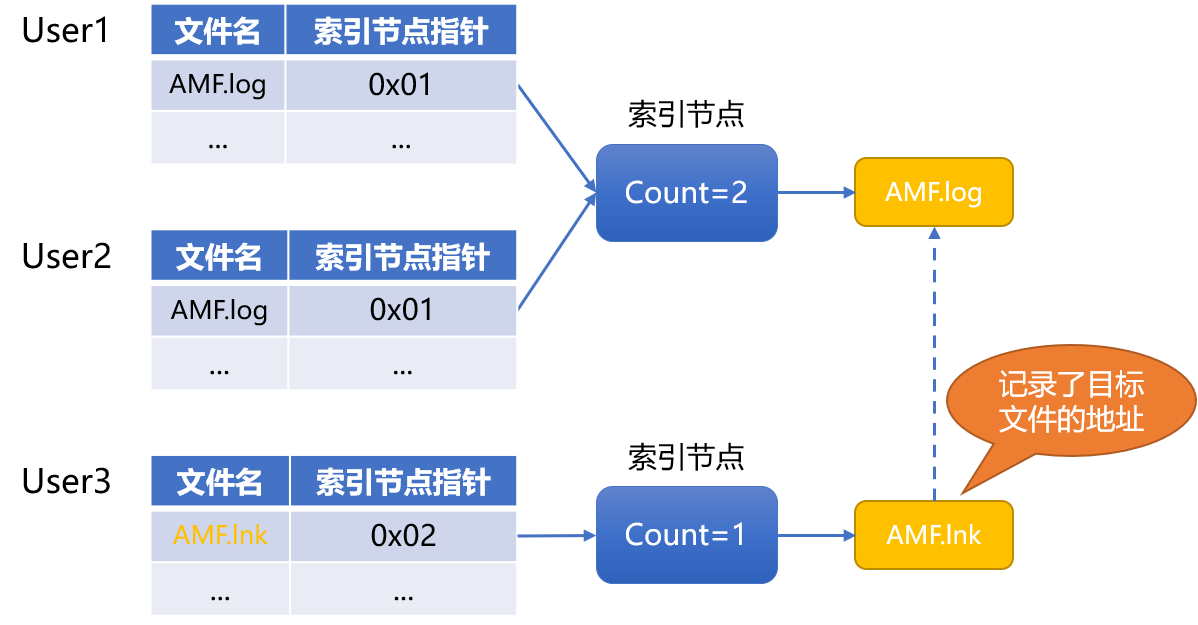 User1
文件名 索引节点指针
AMF.log 0x01
... ...
User2
文件名 索引节点指针
AMF.log 0x01
... ...
User3
文件名 索引节点指针
AMF.lnk 0x02
... ...
索引节点
Count=2
AMF.log
记录了目标
文件的地址
索引节点
Count=1
AMF.lnk